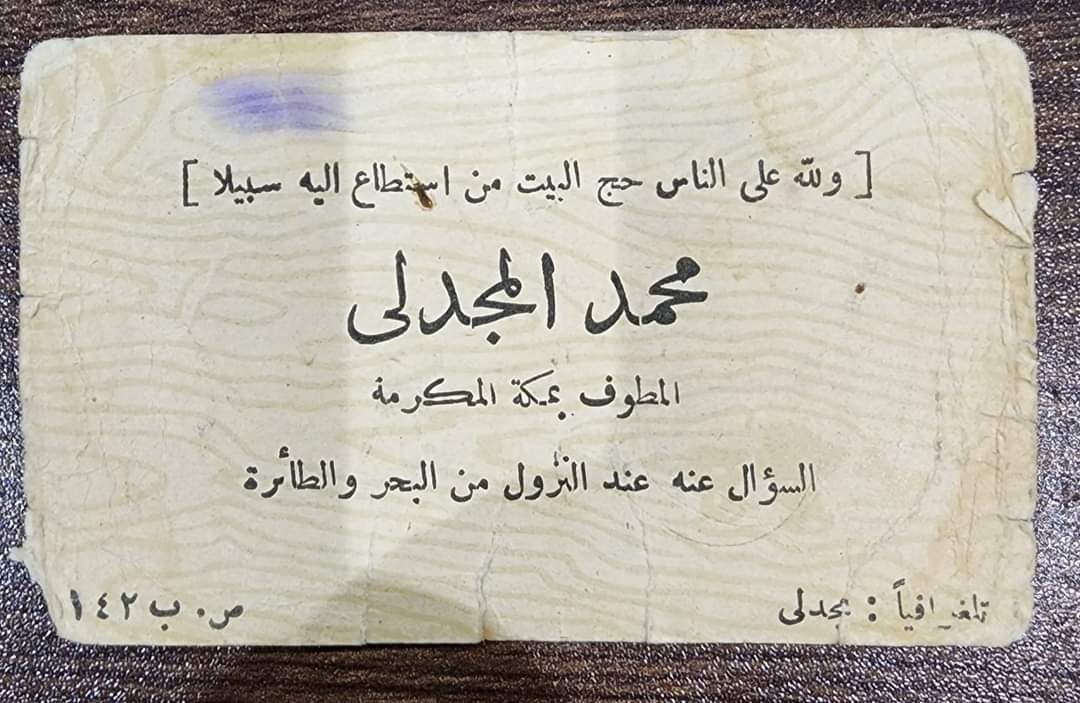 [ ولله على الناس حج البيت من استطاع اليه سبيلا ]
محمد المجدلى
المطوف بمكة المكرمة
السؤال عنه عند النزول من البحر والطائرة
تلغرافياً : مجدلى
ص . ب ١٤٢